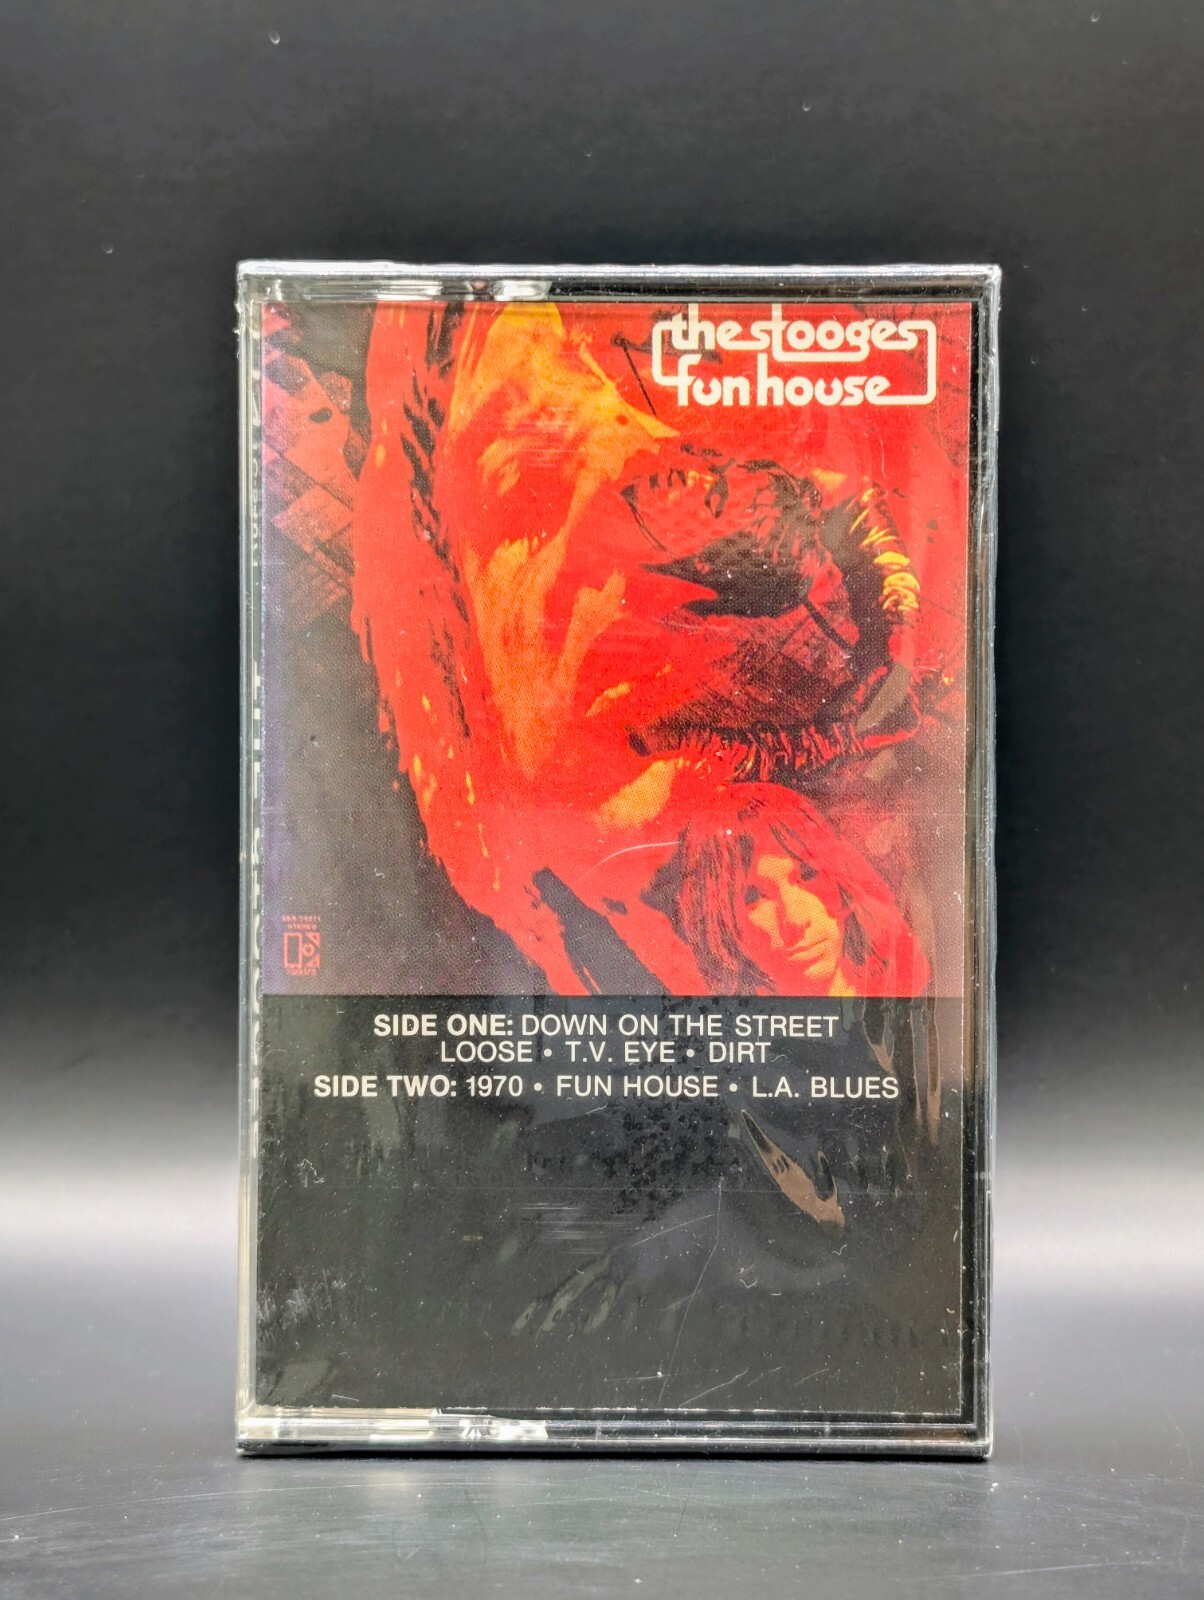 the stooges
fun house
SIDE ONE: DOWN ON THE STREET
LOOSE • T.V. EYE • DIRT
SIDE TWO: 1970 • FUN HOUSE • L.A. BLUES